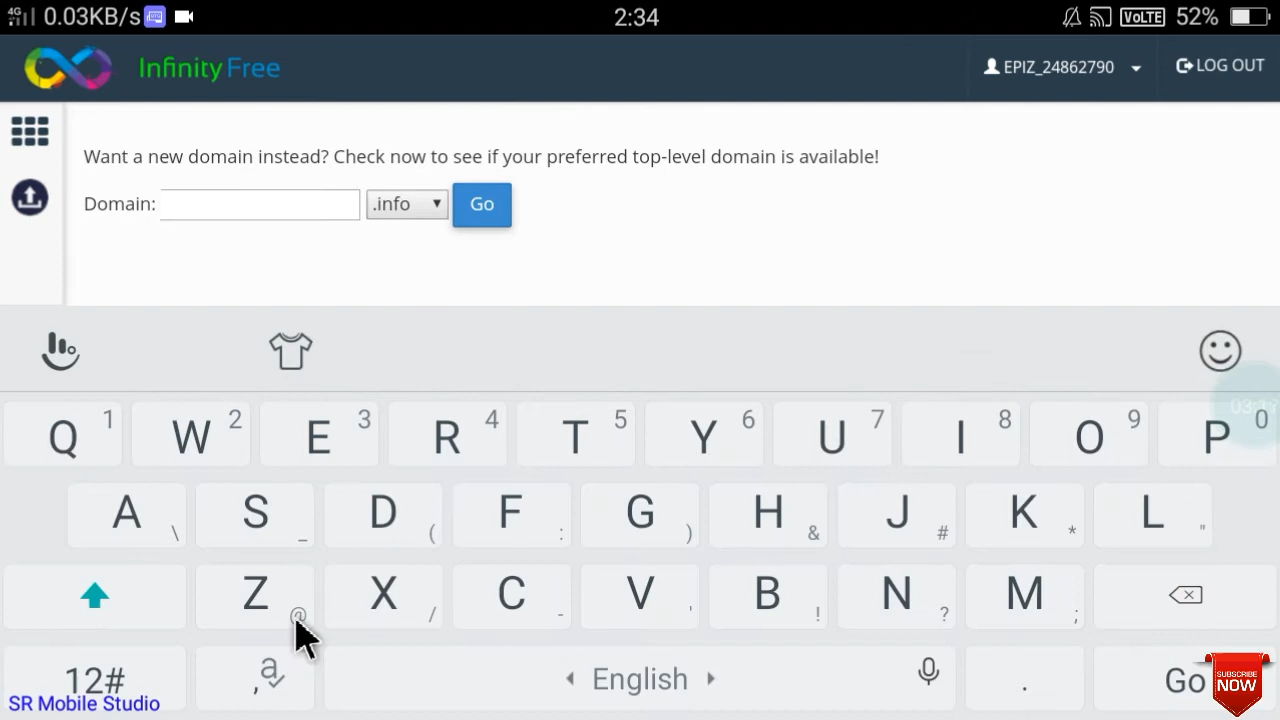 4G 0.03KB/s 2:34 VoLTE 52%
Infinity Free EPIZ_24862790 LOG OUT
Want a new domain instead? Check now to see if your preferred top-level domain is available!
Domain: .info Go
Q 1 W 2 E 3 R 4 T 5 Y 6 U 7 I 8 O 9 P 0
A \ S _ D ( F : G ) H & J # K * L "
Z @ X / C - V ' B ! N ? M ;
12# , a English . Go
SR Mobile Studio
SUBSCRIBE
NOW